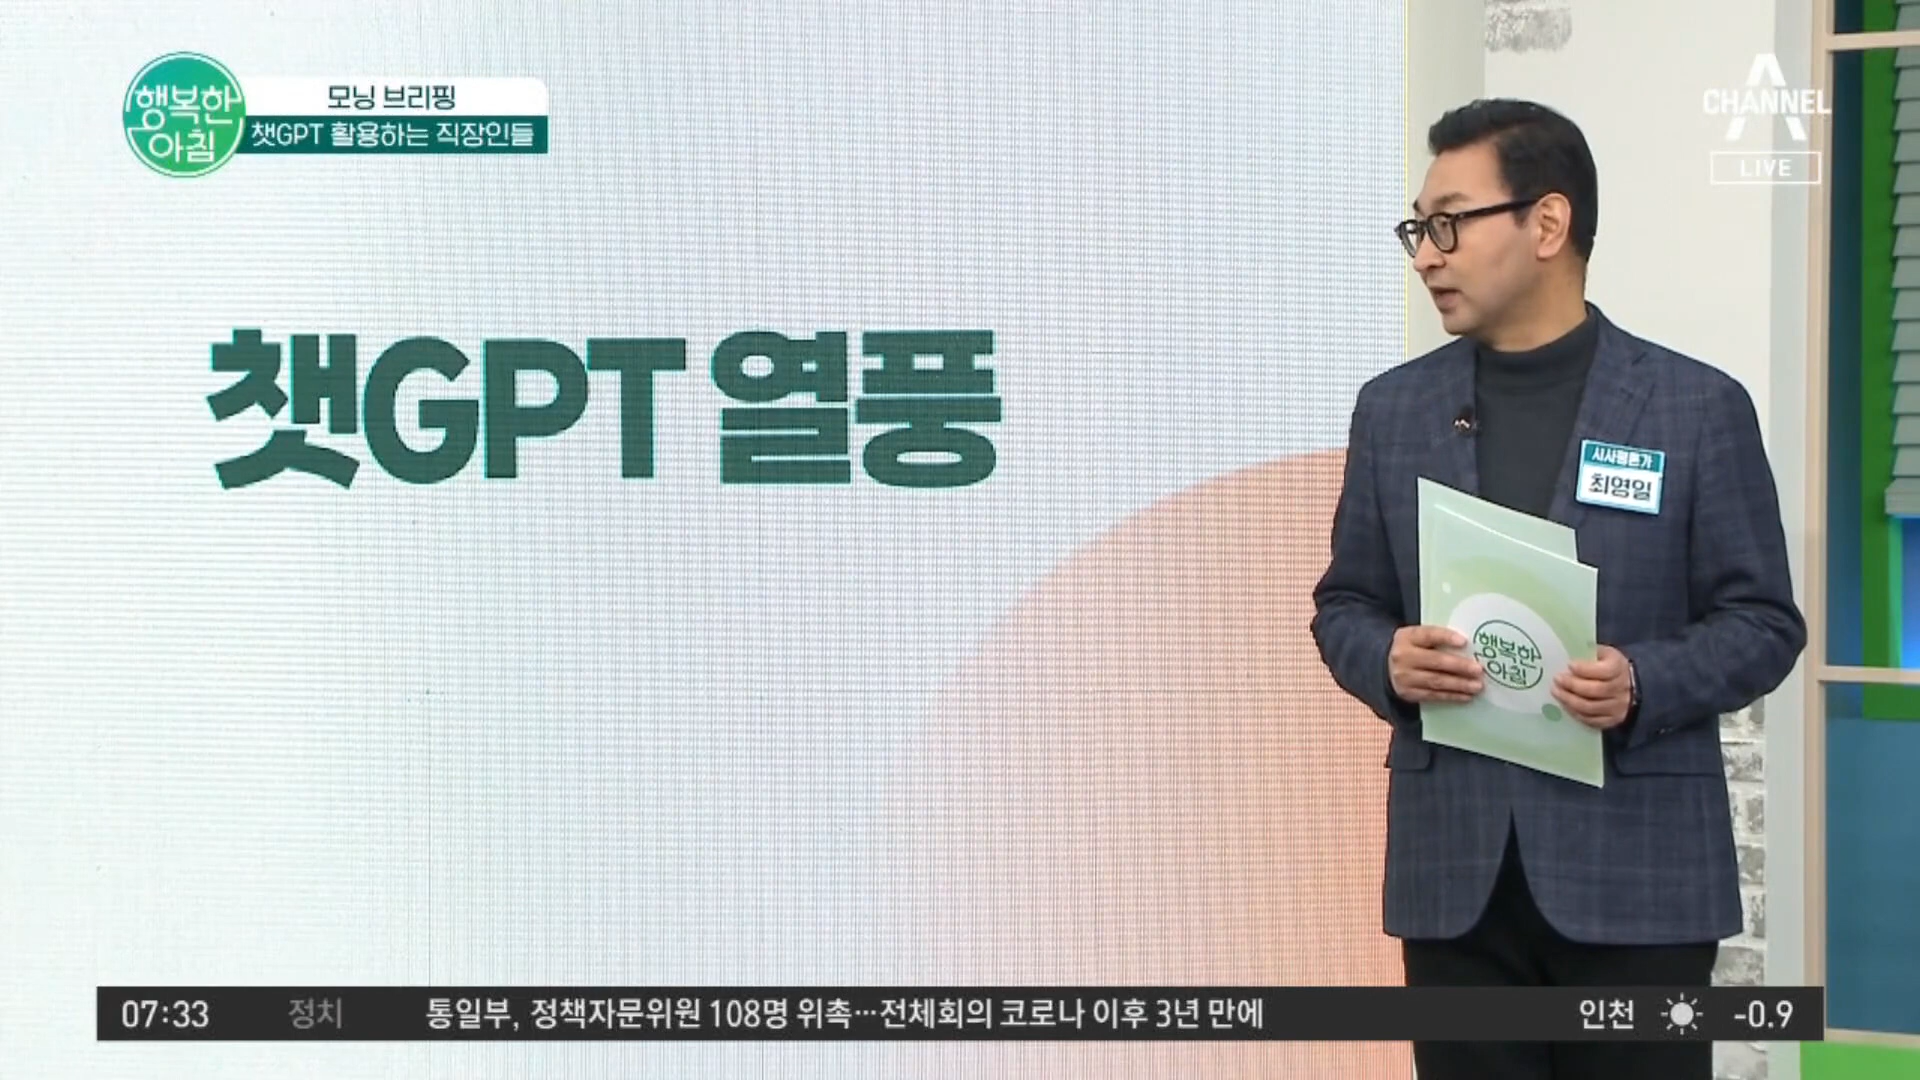 행복한
아침
모닝 브리핑
챗GPT 활용하는 직장인들
CHANNEL
LIVE
챗GPT 열풍
시사평론가
최영일
행복한
아침
07:33 정치 통일부, 정책자문위원 108명 위촉…전체회의 코로나 이후 3년 만에 인천 -0.9